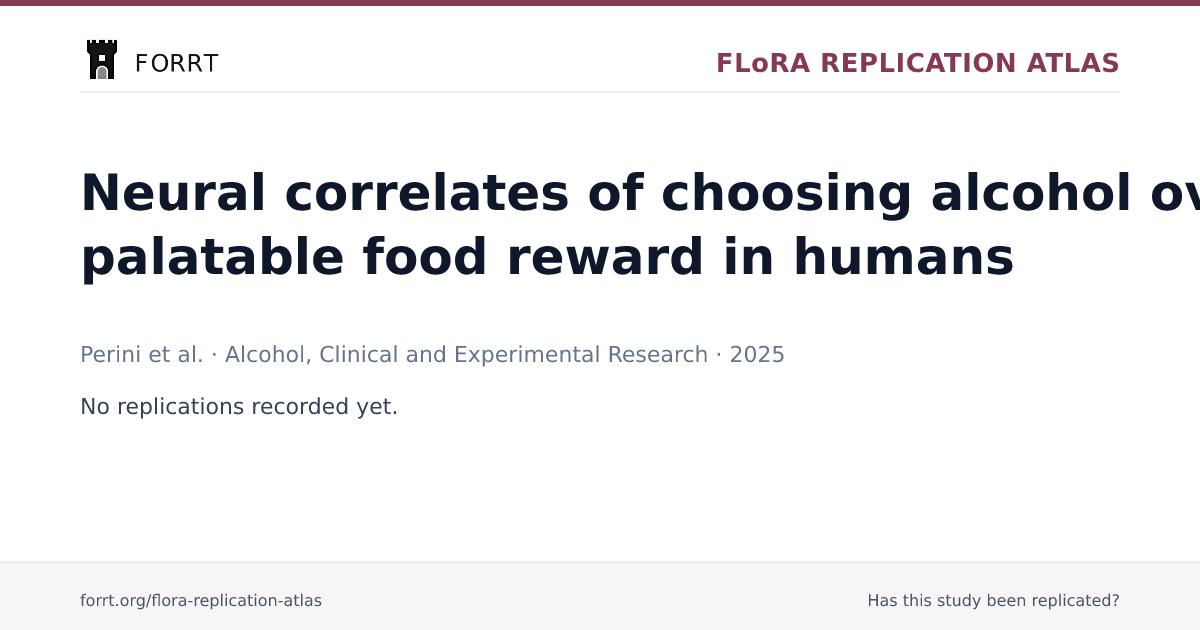 FORRT
FLoRA REPLICATION ATLAS
Neural correlates of choosing alcohol ov
palatable food reward in humans
Perini et al. · Alcohol, Clinical and Experimental Research · 2025
No replications recorded yet.
forrt.org/flora-replication-atlas
Has this study been replicated?